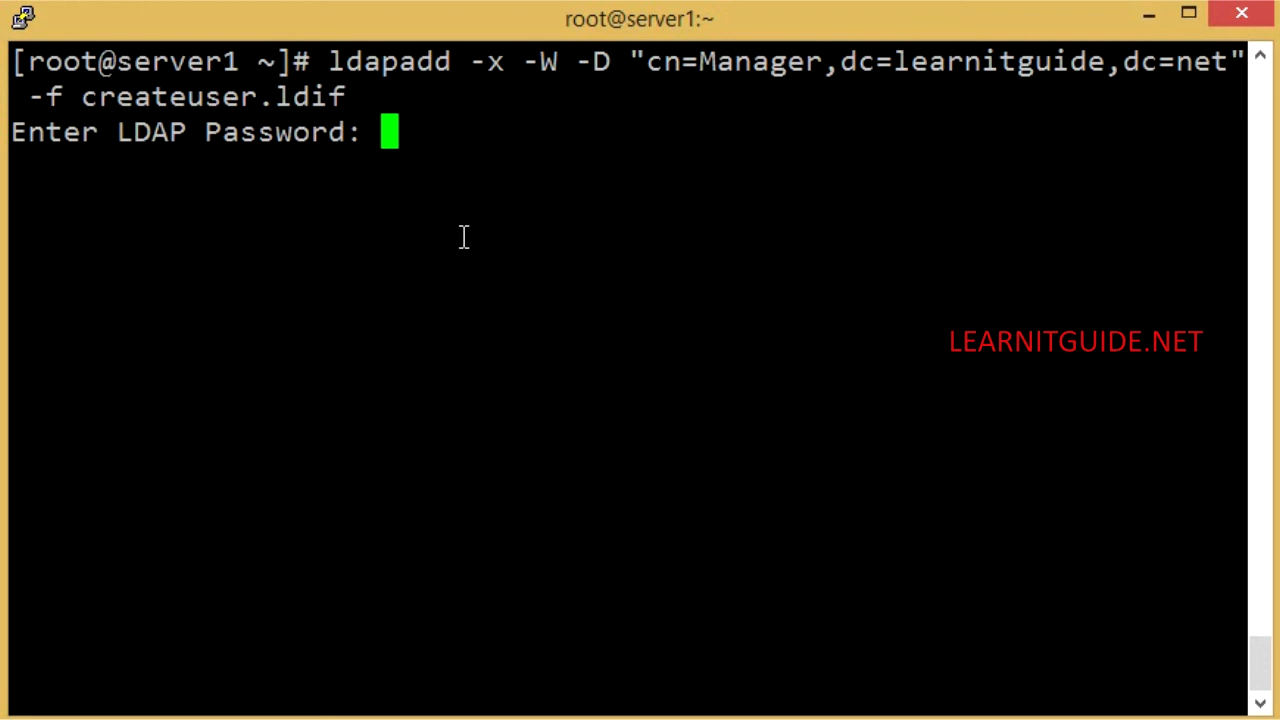 root@server1:~
[root@server1 ~]# ldapadd -x -W -D "cn=Manager,dc=learnitguide,dc=net"
 -f createuser.ldif
Enter LDAP Password:
LEARNITGUIDE.NET